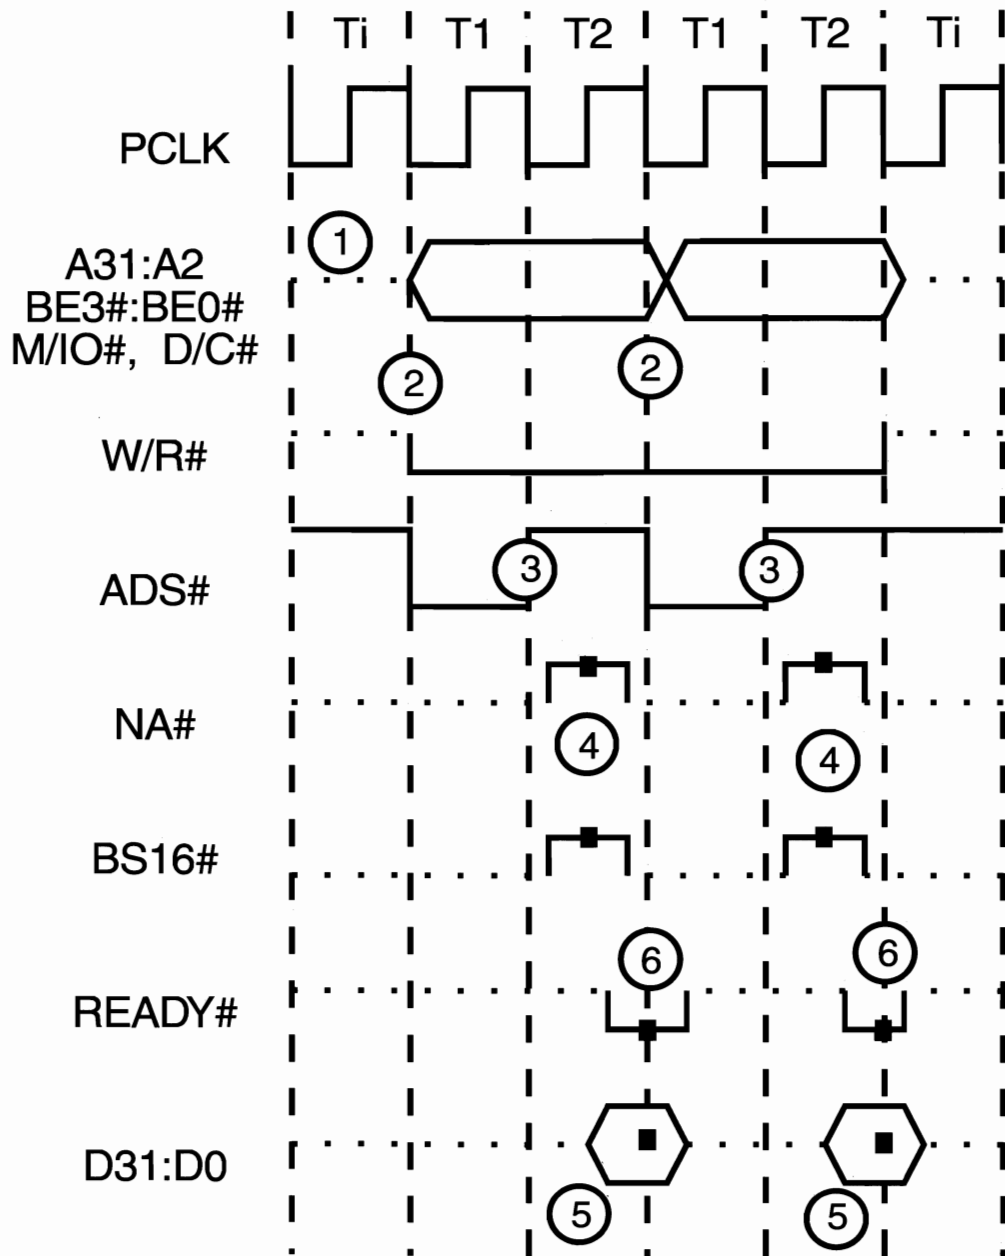 Ti T1 T2 T1 T2 Ti
PCLK
1
A31:A2
BE3#:BE0#
M/IO#, D/C#
2 2
W/R#
3 3
ADS#
NA#
4 4
BS16#
6 6
READY#
D31:D0
5 5